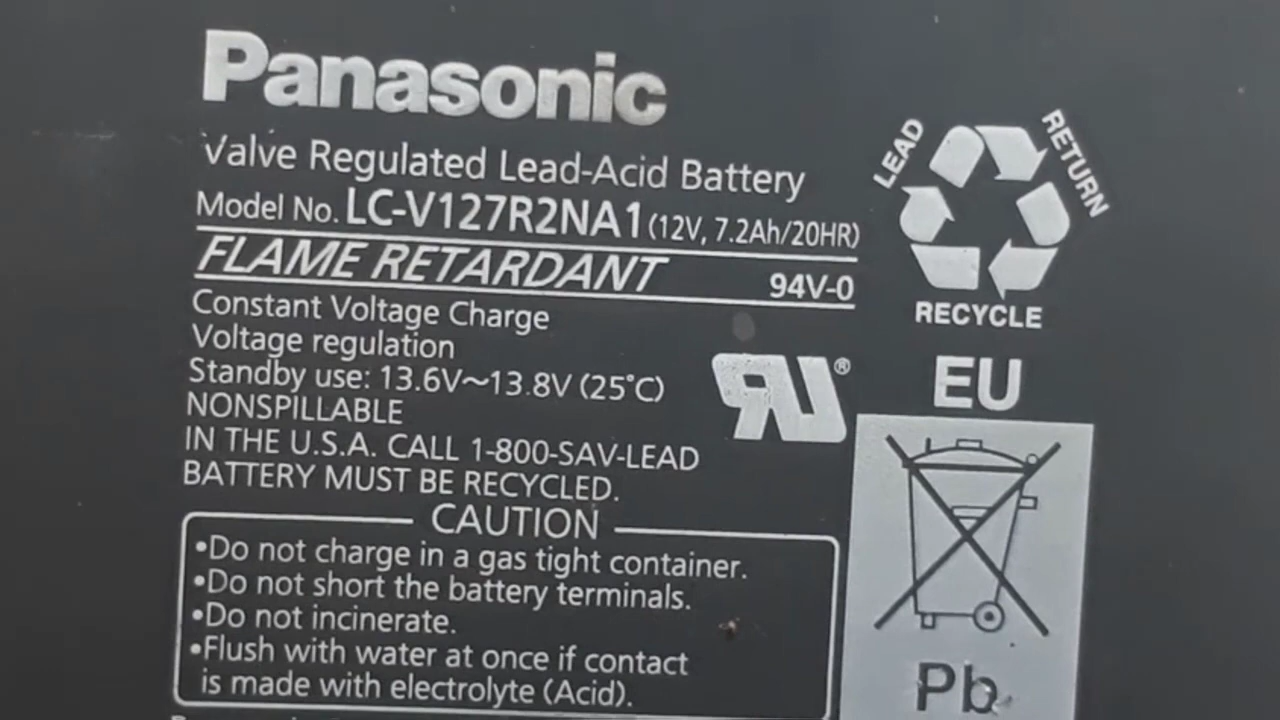 Panasonic
Valve Regulated Lead-Acid Battery
Model No. LC-V127R2NA1 (12V, 7.2Ah/20HR)
FLAME RETARDANT 94V-0
Constant Voltage Charge
Voltage regulation
Standby use: 13.6V～13.8V (25°C)
NONSPILLABLE
IN THE U.S.A. CALL 1-800-SAV-LEAD
BATTERY MUST BE RECYCLED.
CAUTION
•Do not charge in a gas tight container.
•Do not short the battery terminals.
•Do not incinerate.
•Flush with water at once if contact
is made with electrolyte (Acid).
LEAD
RETURN
RECYCLE
RU®
EU
Pb